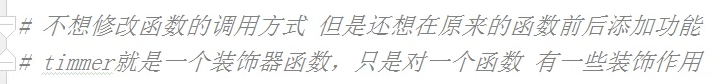 # 不想修改函数的调用方式 但是还想在原来的函数前后添加功能
# timmer就是一个装饰器函数，只是对一个函数 有一些装饰作用